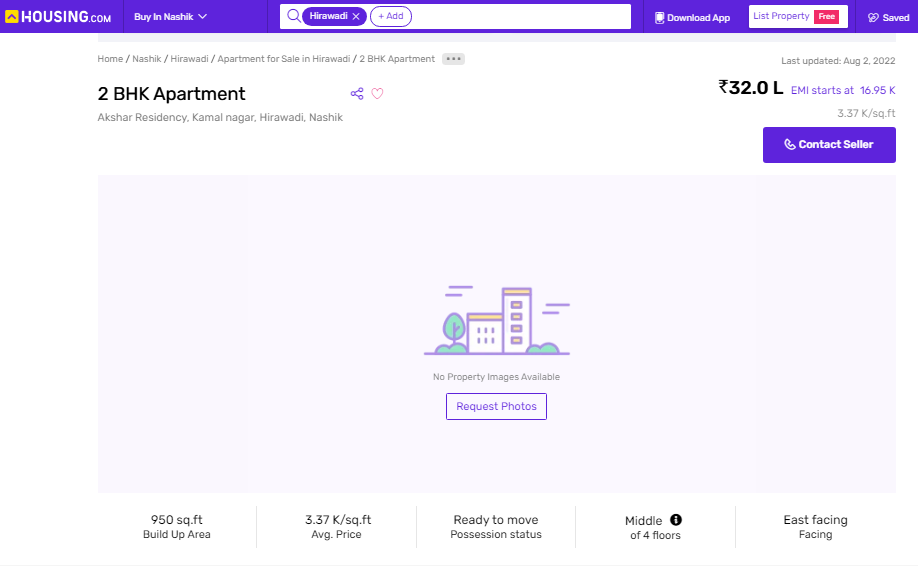 HOUSING.COM Buy In Nashik Hirawadi + Add Download App List Property Free Saved
Home / Nashik / Hirawadi / Apartment for Sale in Hirawadi / 2 BHK Apartment
Last updated: Aug 2, 2022
2 BHK Apartment
₹32.0 L EMI starts at 16.95 K
Akshar Residency, Kamal nagar, Hirawadi, Nashik
3.37 K/sq.ft
Contact Seller
No Property Images Available
Request Photos
950 sq.ft 3.37 K/sq.ft Ready to move Middle East facing
Build Up Area Avg. Price Possession status of 4 floors Facing